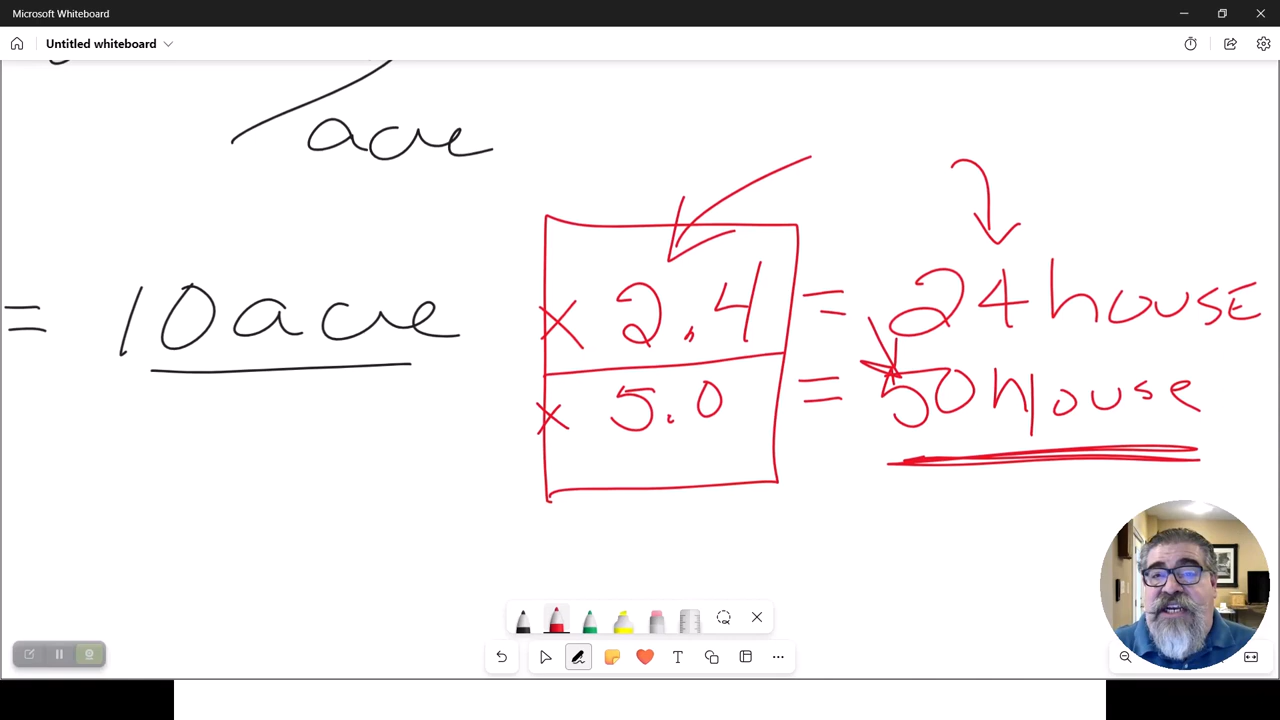 Microsoft Whiteboard
Untitled whiteboard
acre
= 10 acre
x 2.4 = 24 house
x 5.0 = 50 House